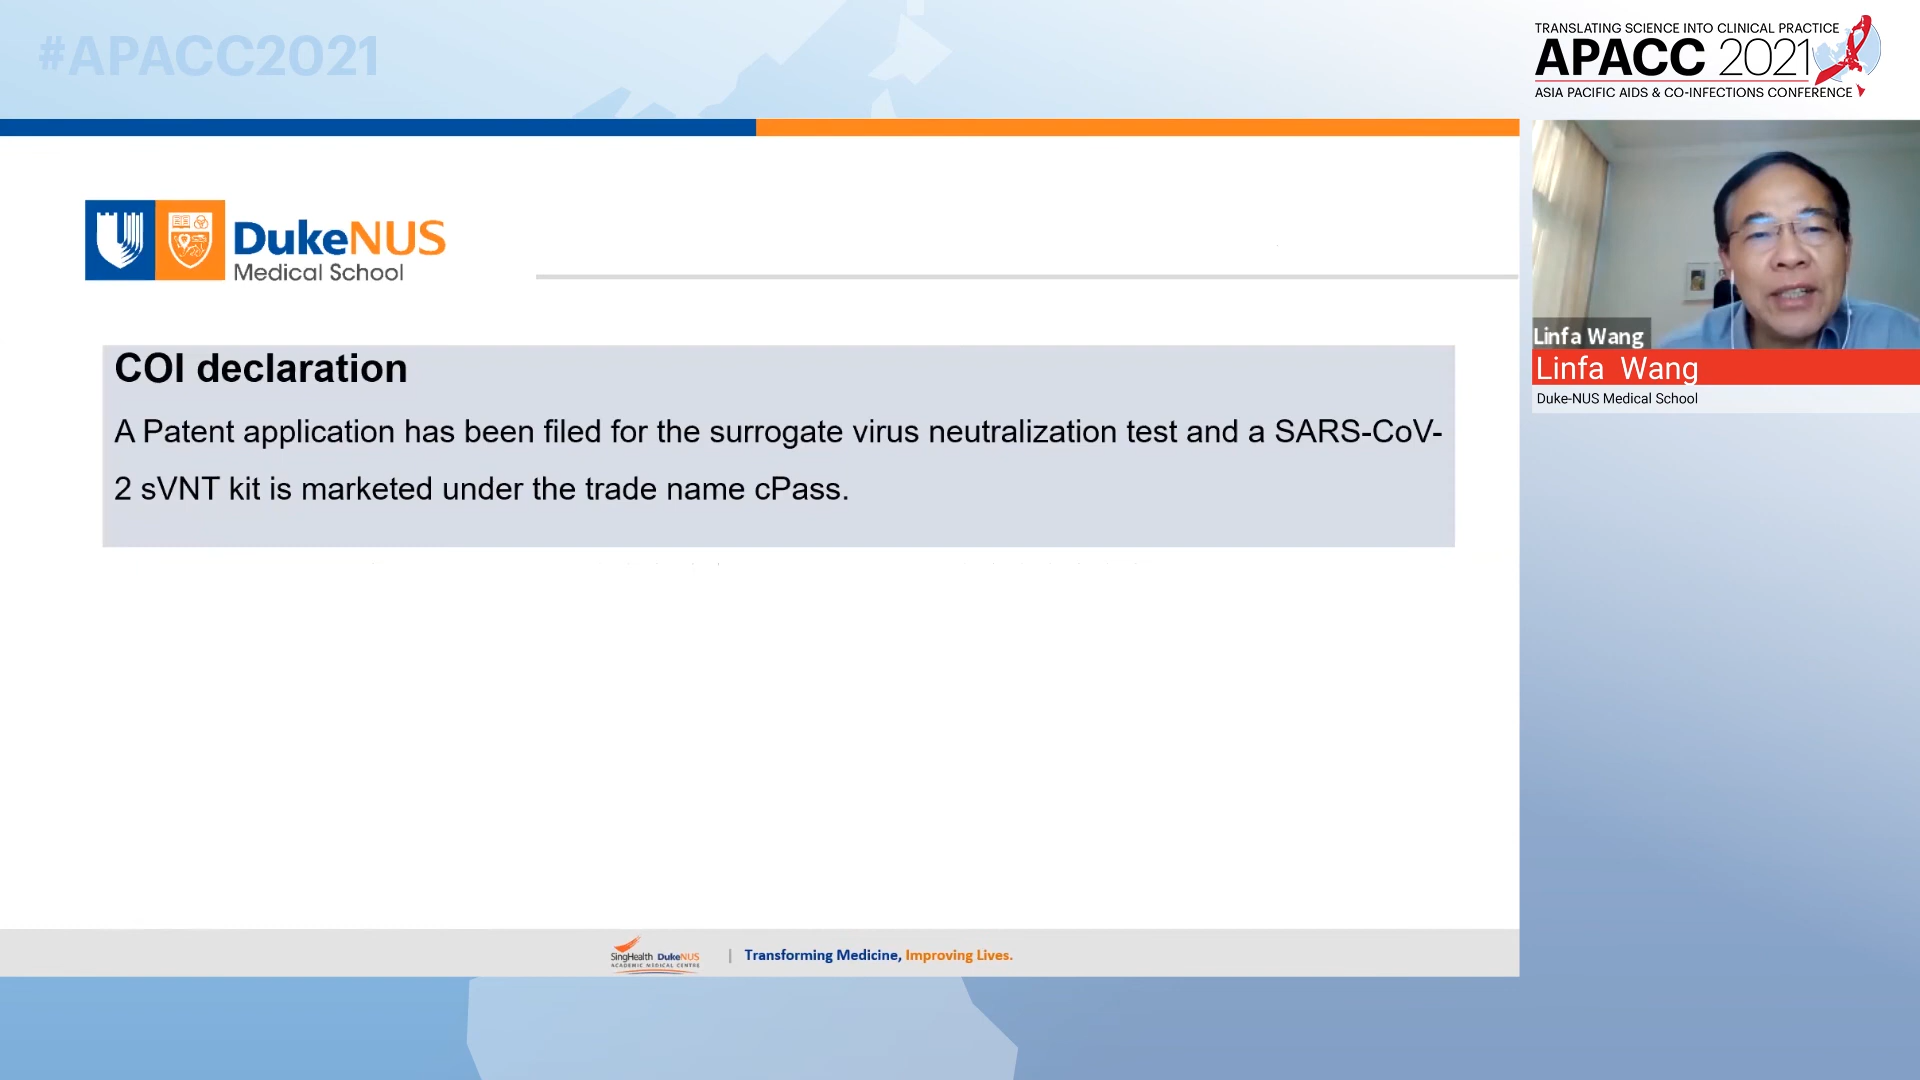 #APACC2021
TRANSLATING SCIENCE INTO CLINICAL PRACTICE
APACC 2021
ASIA PACIFIC AIDS & CO-INFECTIONS CONFERENCE
DukeNUS
Medical School
COI declaration
A Patent application has been filed for the surrogate virus neutralization test and a SARS-CoV-
2 sVNT kit is marketed under the trade name cPass.
Linfa Wang
Linfa Wang
Duke-NUS Medical School
SingHealth DukeNUS
ACADEMIC MEDICAL CENTRE
| Transforming Medicine, Improving Lives.